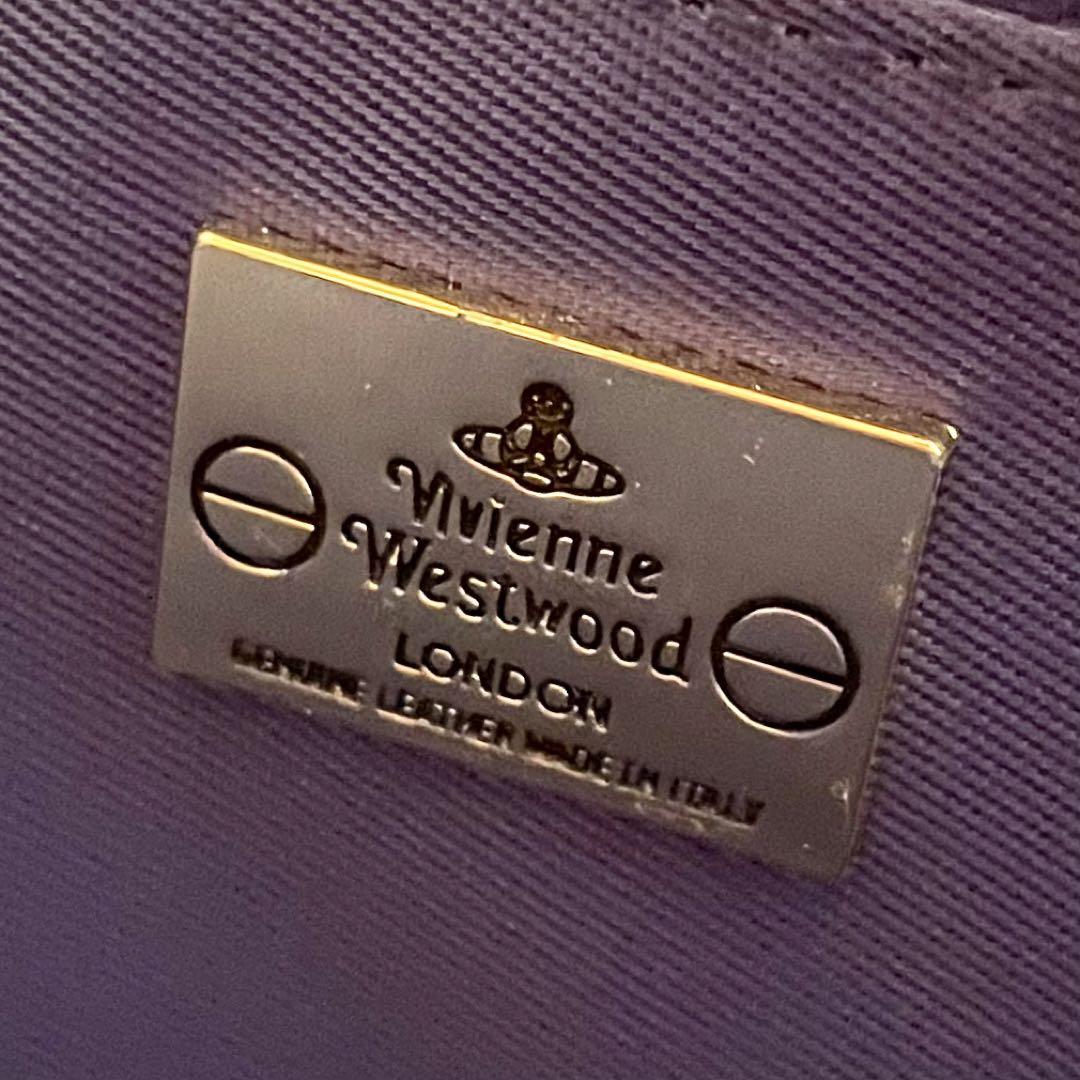 Vivienne
Westwood
LONDON
GENUINE LEATHER MADE IN ITALY